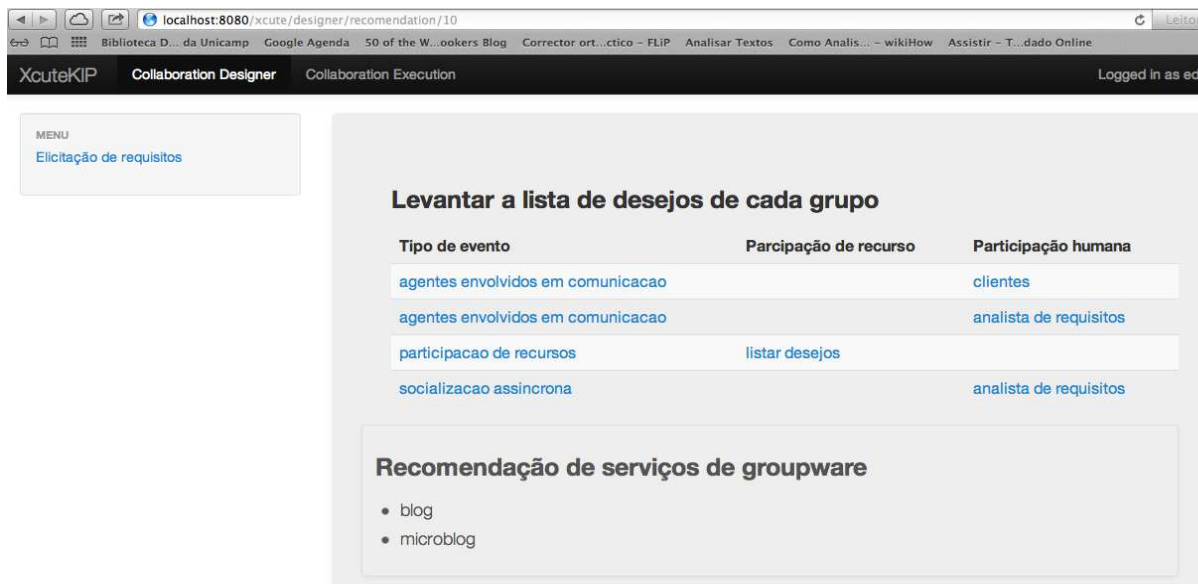 localhost:8080/xcute/designer/recomendation/10
Leitor
Biblioteca D... da Unicamp Google Agenda 50 of the W...ookers Blog Corrector ort...ctico – FLiP Analisar Textos Como Analis... – wikiHow Assistir – T...dado Online
XcuteKIP Collaboration Designer Collaboration Execution Logged in as ed
MENU
Elicitação de requisitos
Levantar a lista de desejos de cada grupo
Tipo de evento Parcipação de recurso Participação humana
agentes envolvidos em comunicacao clientes
agentes envolvidos em comunicacao analista de requisitos
participacao de recursos listar desejos
socializacao assincrona analista de requisitos
Recomendação de serviços de groupware
• blog
• microblog